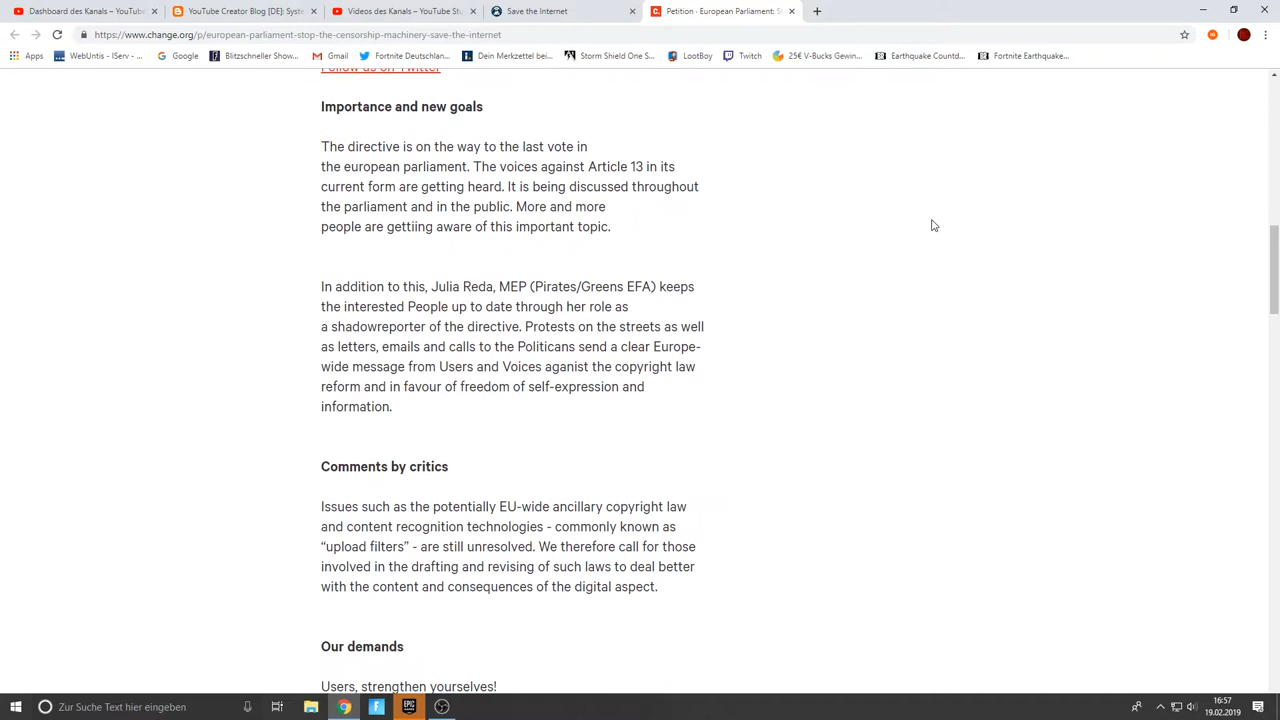 Dashboard des Kanals – YouTub
YouTube Creator Blog [DE]: Syste
Videos des Kanals – YouTube Stu
Save the Internet
Petition · European Parliament: S
https://www.change.org/p/european-parliament-stop-the-censorship-machinery-save-the-internet
Apps
WebUntis – IServ – ...
Google
Blitzschneller Show...
Gmail
Fortnite Deutschlan...
Dein Merkzettel bei...
Storm Shield One S...
LootBoy
Twitch
25€ V-Bucks Gewin...
Earthquake Countd...
Fortnite Earthquake...
Follow us on Twitter
Importance and new goals
The directive is on the way to the last vote in
the european parliament. The voices against Article 13 in its
current form are getting heard. It is being discussed throughout
the parliament and in the public. More and more
people are gettiing aware of this important topic.
In addition to this, Julia Reda, MEP (Pirates/Greens EFA) keeps
the interested People up to date through her role as
a shadowreporter of the directive. Protests on the streets as well
as letters, emails and calls to the Politicans send a clear Europe-
wide message from Users and Voices aganist the copyright law
reform and in favour of freedom of self-expression and
information.
Comments by critics
Issues such as the potentially EU-wide ancillary copyright law
and content recognition technologies - commonly known as
“upload filters” - are still unresolved. We therefore call for those
involved in the drafting and revising of such laws to deal better
with the content and consequences of the digital aspect.
Our demands
Users, strengthen yourselves!
Zur Suche Text hier eingeben
16:57
19.02.2019